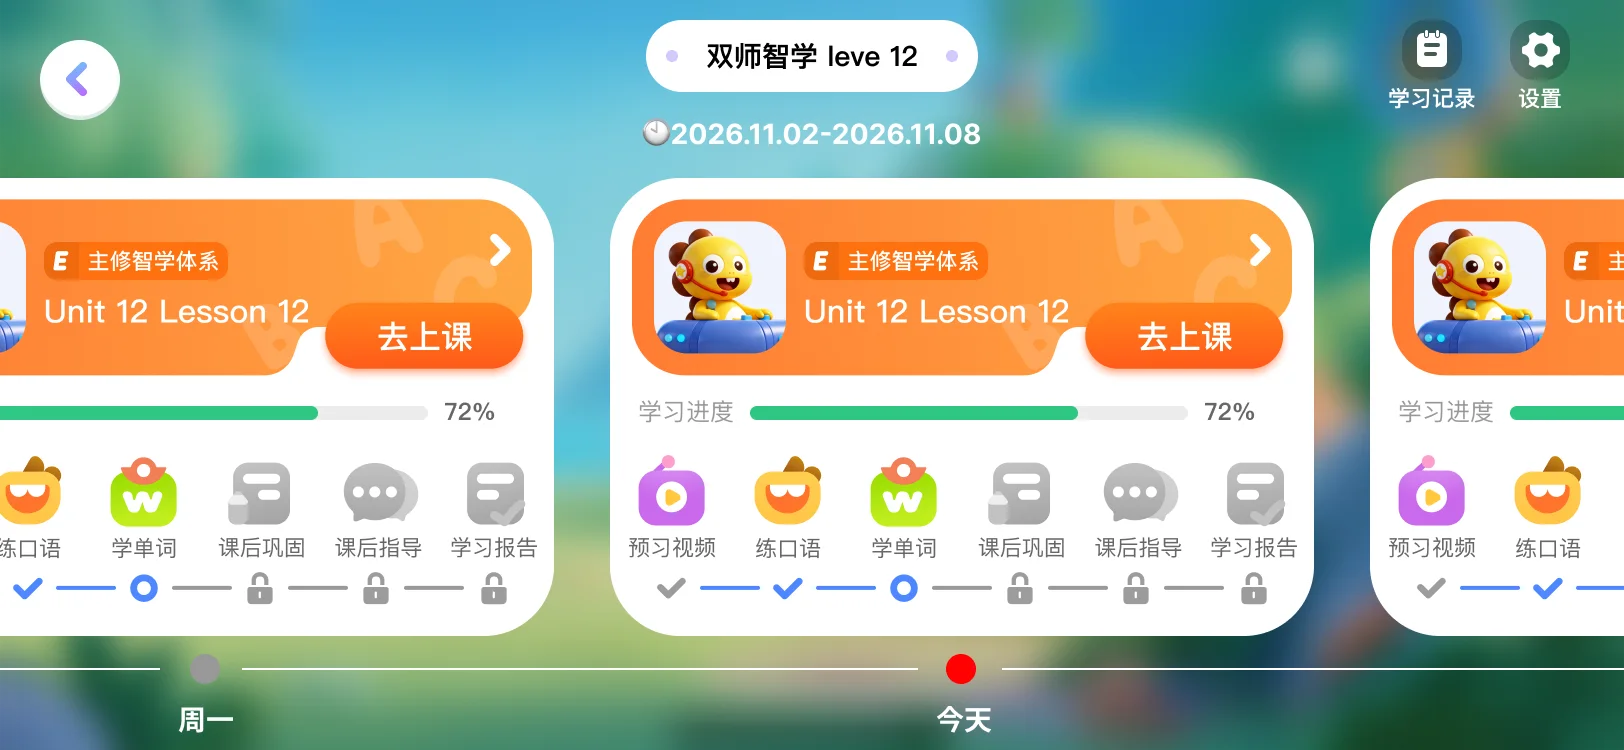 双师智学 leve 12
学习记录
设置
2026.11.02-2026.11.08
E 主修智学体系
Unit 12 Lesson 12
去上课
72%
练口语
学单词
课后巩固
课后指导
学习报告
E 主修智学体系
Unit 12 Lesson 12
去上课
学习进度
72%
预习视频
练口语
学单词
课后巩固
课后指导
学习报告
E 主
Unit
学习进度
预习视频
练口语
周一
今天